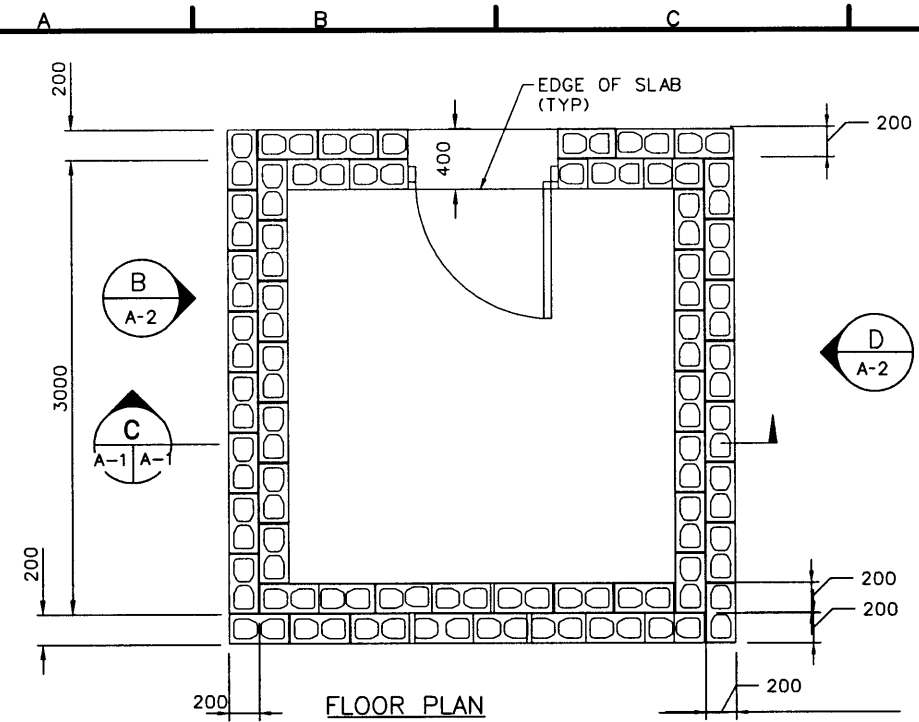 A B C
200
EDGE OF SLAB
(TYP)
200
400
B
A-2
D
A-2
3000
C
A-1 A-1
200
200
200
200
200
FLOOR PLAN